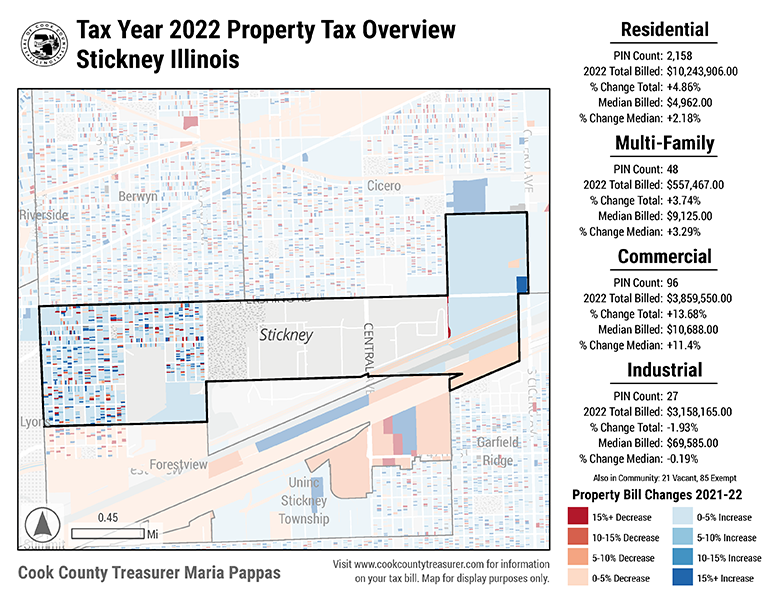 Tax Year 2022 Property Tax Overview
Stickney Illinois
Residential
PIN Count: 2,158
2022 Total Billed: $10,243,906.00
% Change Total: +4.86%
Median Billed: $4,962.00
% Change Median: +2.18%
Multi-Family
PIN Count: 48
2022 Total Billed: $557,467.00
% Change Total: +3.74%
Median Billed: $9,125.00
% Change Median: +3.29%
Commercial
PIN Count: 96
2022 Total Billed: $3,859,550.00
% Change Total: +13.68%
Median Billed: $10,688.00
% Change Median: +11.4%
Industrial
PIN Count: 27
2022 Total Billed: $3,158,165.00
% Change Total: -1.93%
Median Billed: $69,585.00
% Change Median: -0.19%
Also in Community: 21 Vacant, 85 Exempt
Property Bill Changes 2021-22
15%+ Decrease
10-15% Decrease
5-10% Decrease
0-5% Decrease
0-5% Increase
5-10% Increase
10-15% Increase
15%+ Increase
Berwyn
Cicero
Riverside
Stickney
CENTRAL AVE
Lyons
Forestview
Garfield
Ridge
Uninc
Stickney
Township
0.45
Mi
Cook County Treasurer Maria Pappas
Visit www.cookcountytreasurer.com for information
on your tax bill. Map for display purposes only.